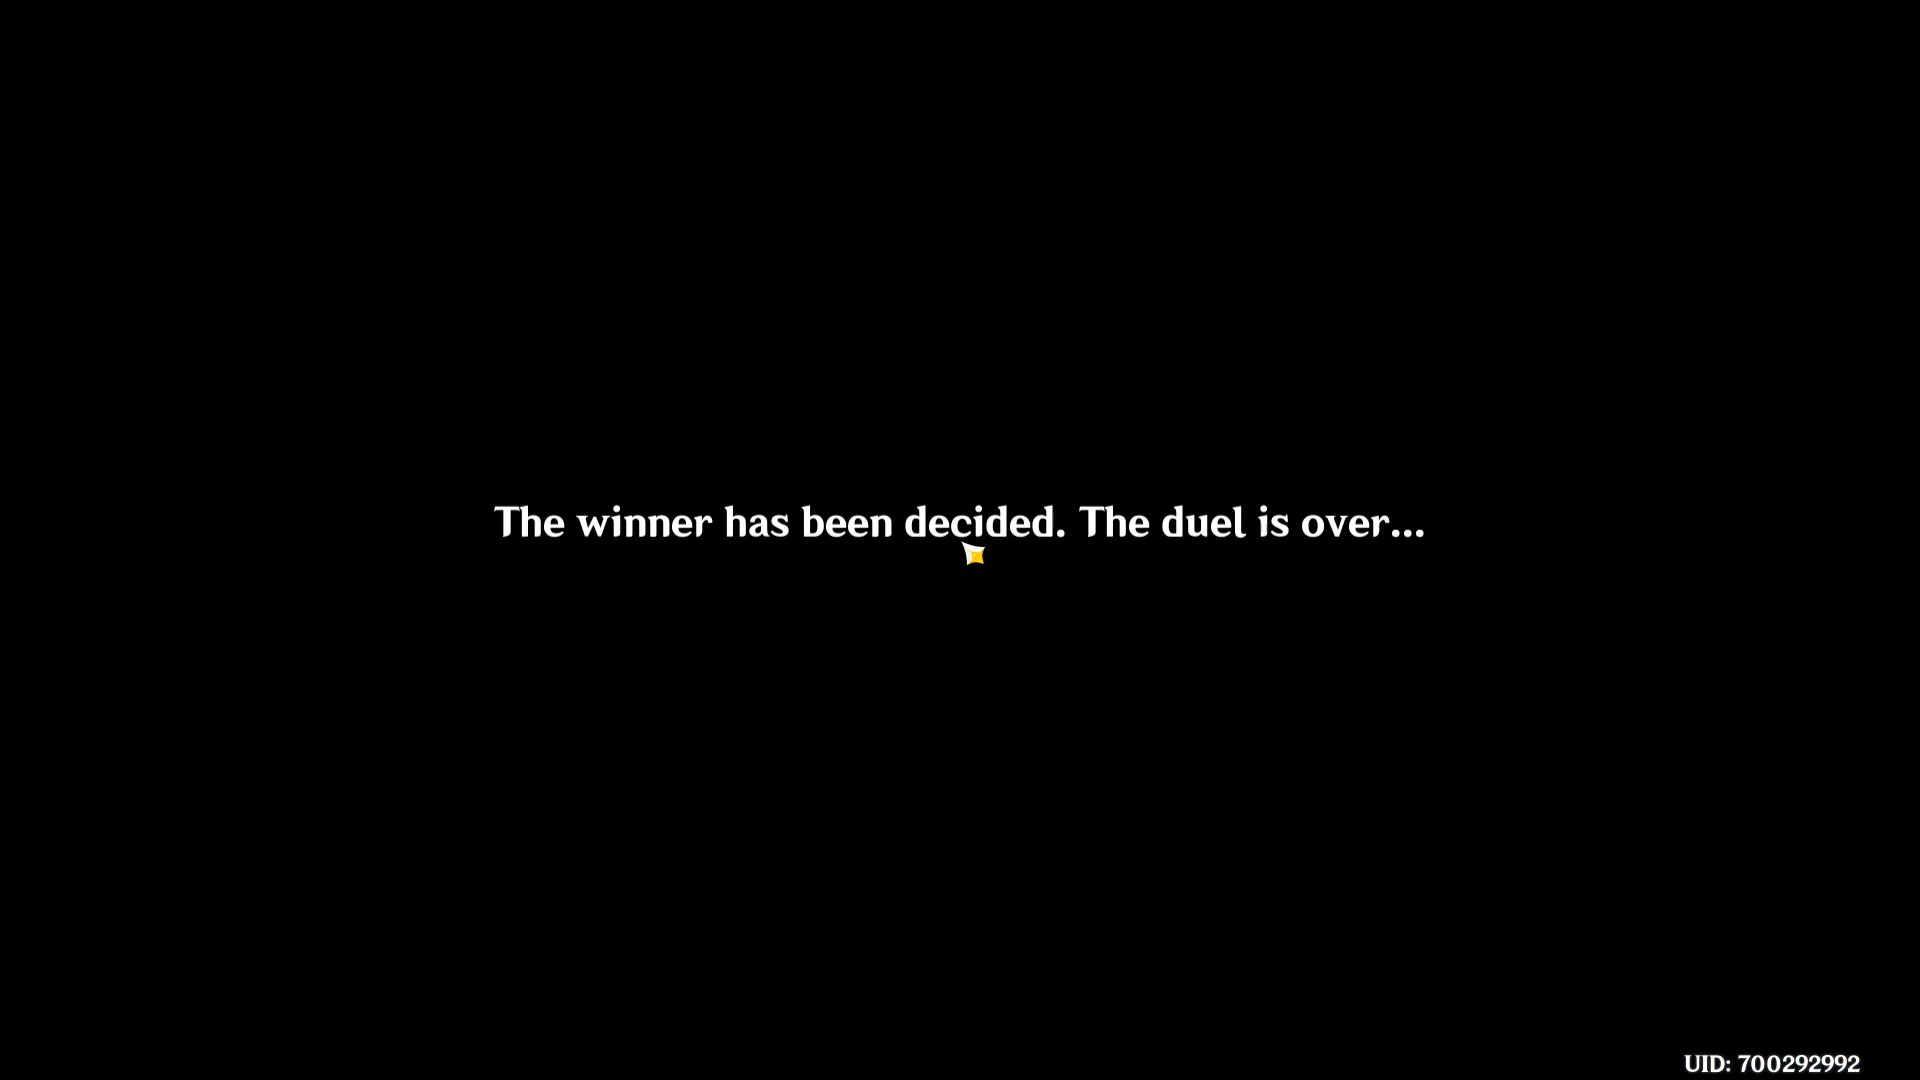 The winner has been decided. The duel is over...
UID: 700292992